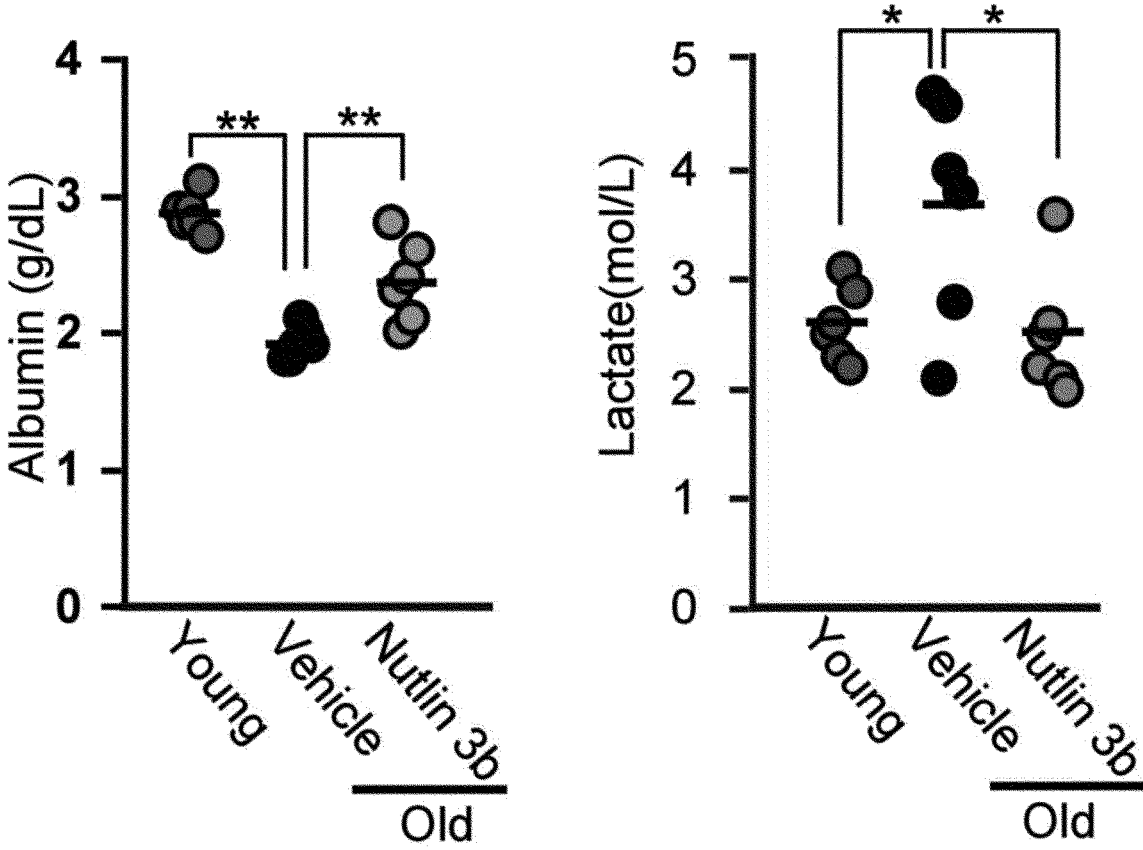 Albumin (g/dL)
4
3
2
1
0
**
**
Young
Vehicle
Nutlin 3b
Old
Lactate(mol/L)
5
4
3
2
1
0
*
*
Young
Vehicle
Nutlin 3b
Old